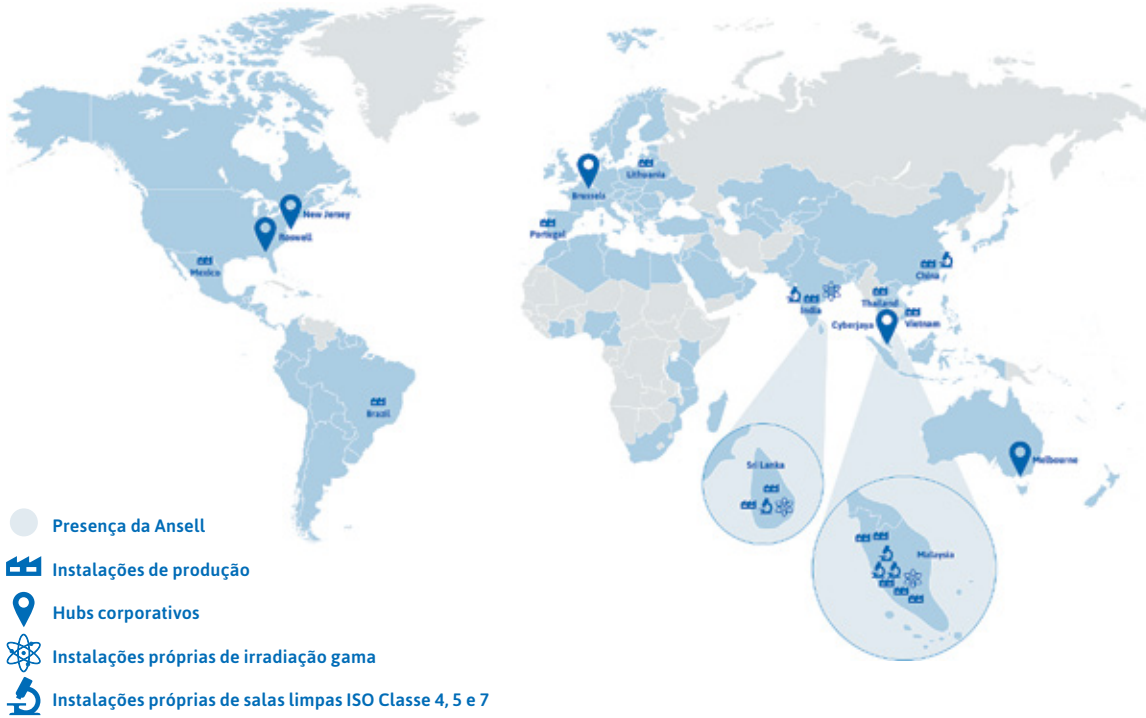 Lithuania
Brussels
New Jersey
Portugal
Roswell
Mexico
China
Thailand
India
Cyberjaya
Vietnam
Brazil
Melbourne
Sri Lanka
Malaysia
Presença da Ansell
Instalações de produção
Hubs corporativos
Instalações próprias de irradiação gama
Instalações próprias de salas limpas ISO Classe 4, 5 e 7